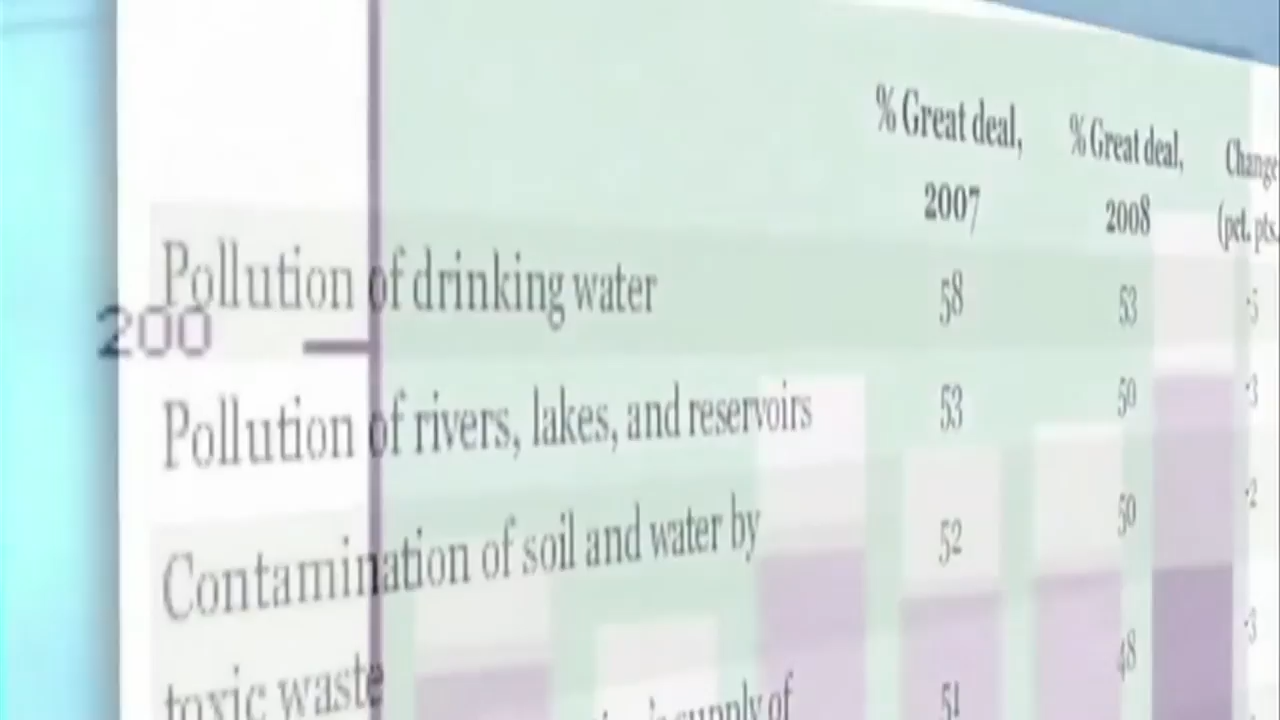 % Great deal, % Great deal, Change
2007 2008 (pct. pts.
Pollution of drinking water 58 53 -5
200
Pollution of rivers, lakes, and reservoirs 53 50 -3
Contamination of soil and water by 52 50 -2
toxic waste
supply of 51 48 -3